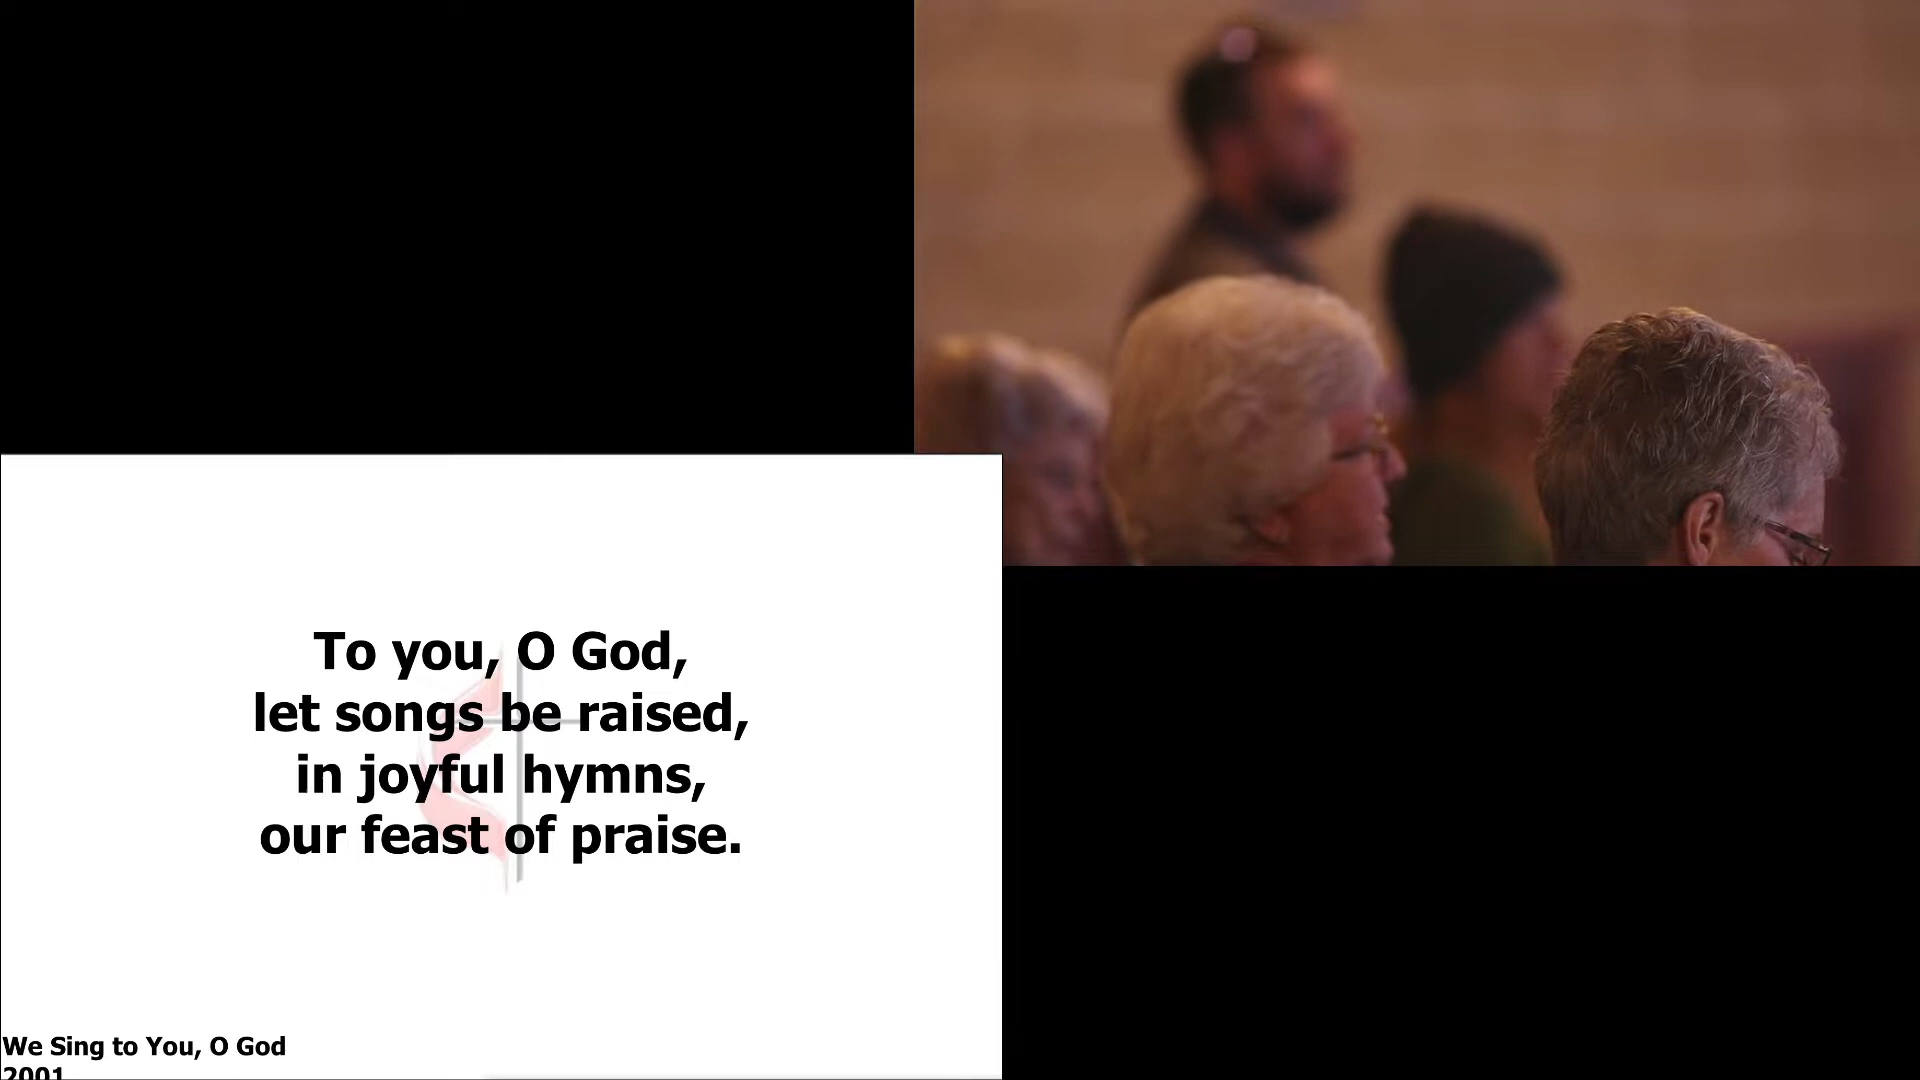 To you, O God,
let songs be raised,
in joyful hymns,
our feast of praise.
We Sing to You, O God
2001